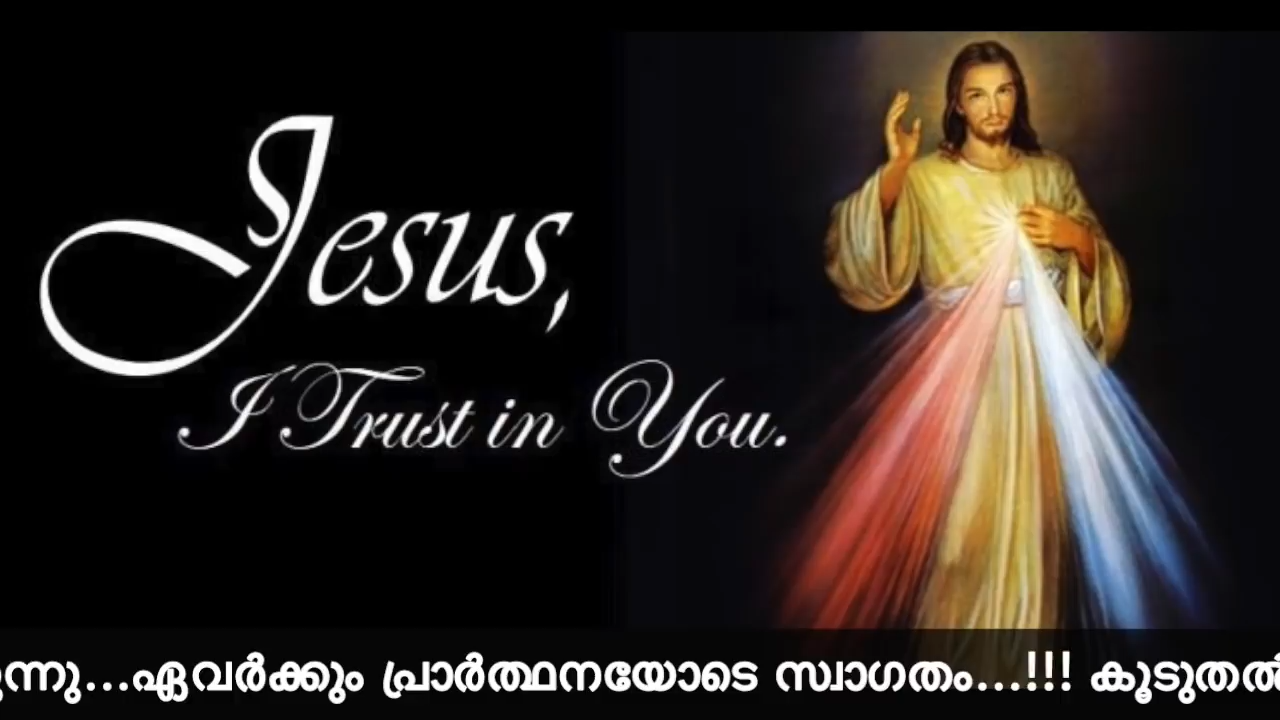 Jesus,
I Trust in You.
ന്നു...ഏവർക്കും പ്രാർത്ഥനയോടെ സ്വാഗതം...!!! കൂടുതൽ